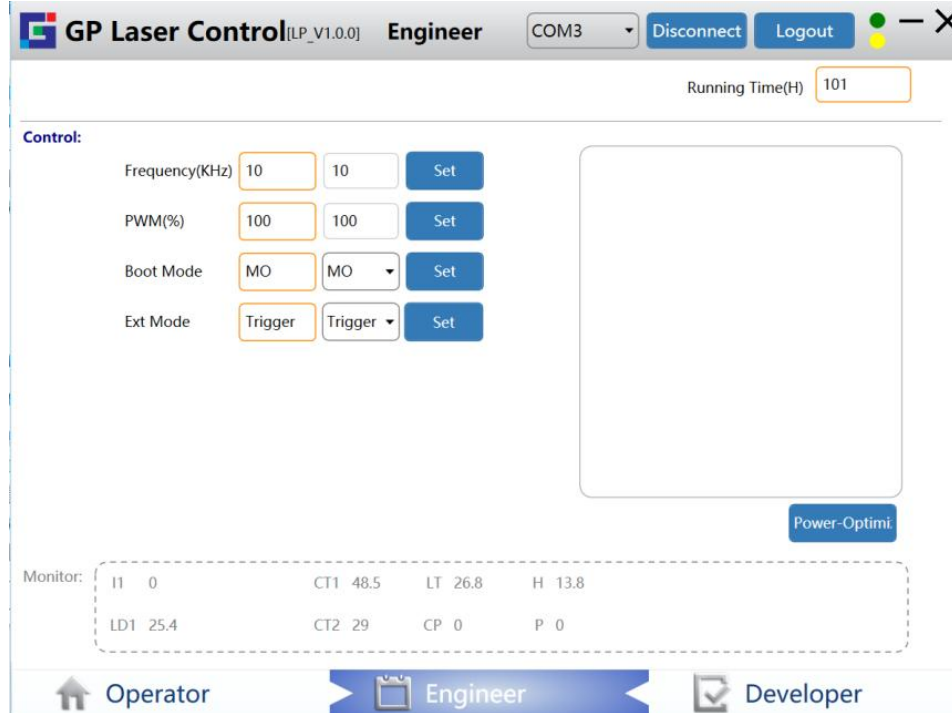 GP Laser Control[LP_V1.0.0] Engineer COM3 Disconnect Logout
Running Time(H) 101
Control:
Frequency(KHz) 10 10 Set
PWM(%) 100 100 Set
Boot Mode MO MO Set
Ext Mode Trigger Trigger Set
Power-Optimi
Monitor: I1 0 CT1 48.5 LT 26.8 H 13.8
LD1 25.4 CT2 29 CP 0 P 0
Operator Engineer Developer